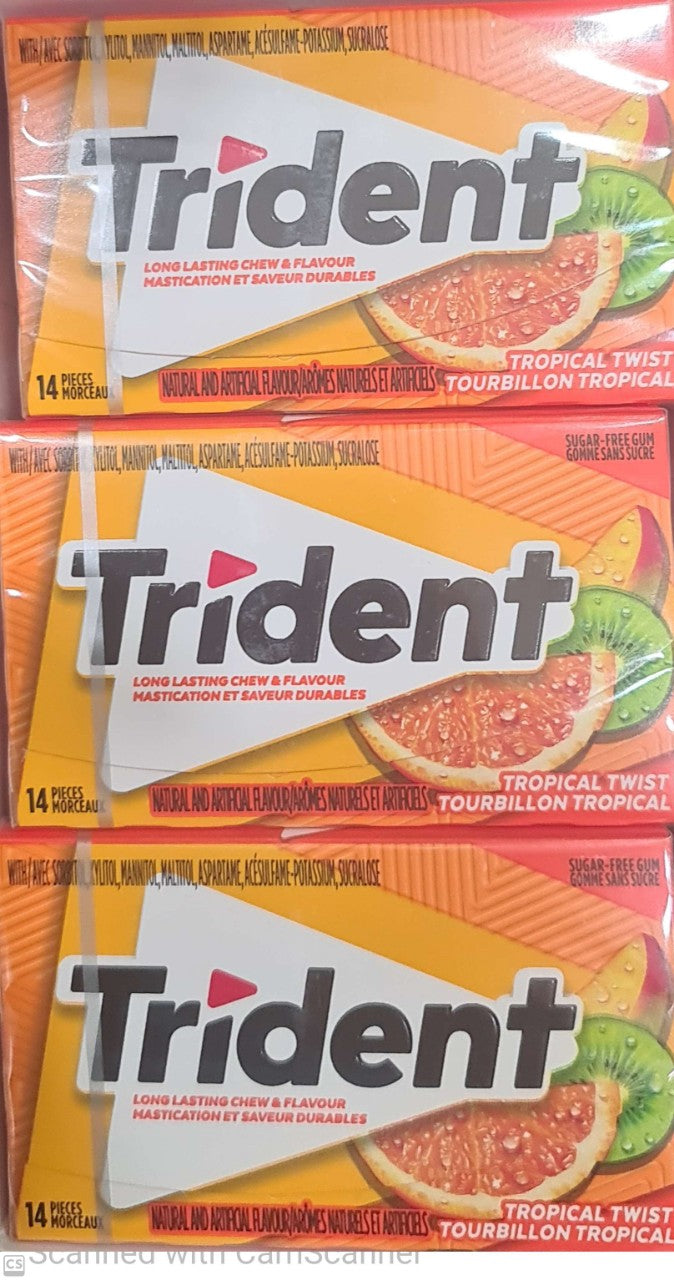 WITH/AVEC SORBITOL, XYLITOL, MANNITOL, MALTITOL, ASPARTAME, ACÉSULFAME-POTASSIUM, SUCRALOSE
Trident
LONG LASTING CHEW & FLAVOUR
MASTICATION ET SAVEUR DURABLES
14 PIECES
MORCEAUX
NATURAL AND ARTIFICIAL FLAVOUR/ARÔMES NATURELS ET ARTIFICIELS
TROPICAL TWIST
TOURBILLON TROPICAL
WITH/AVEC SORBITOL, XYLITOL, MANNITOL, MALTITOL, ASPARTAME, ACÉSULFAME-POTASSIUM, SUCRALOSE
SUGAR-FREE GUM
GOMME SANS SUCRE
Trident
LONG LASTING CHEW & FLAVOUR
MASTICATION ET SAVEUR DURABLES
14 PIECES
MORCEAUX
NATURAL AND ARTIFICIAL FLAVOUR/ARÔMES NATURELS ET ARTIFICIELS
TROPICAL TWIST
TOURBILLON TROPICAL
WITH/AVEC SORBITOL, XYLITOL, MANNITOL, MALTITOL, ASPARTAME, ACÉSULFAME-POTASSIUM, SUCRALOSE
SUGAR-FREE GUM
GOMME SANS SUCRE
Trident
LONG LASTING CHEW & FLAVOUR
MASTICATION ET SAVEUR DURABLES
14 PIECES
MORCEAUX
NATURAL AND ARTIFICIAL FLAVOUR/ARÔMES NATURELS ET ARTIFICIELS
TROPICAL TWIST
TOURBILLON TROPICAL
CS Scanned with CamScanner